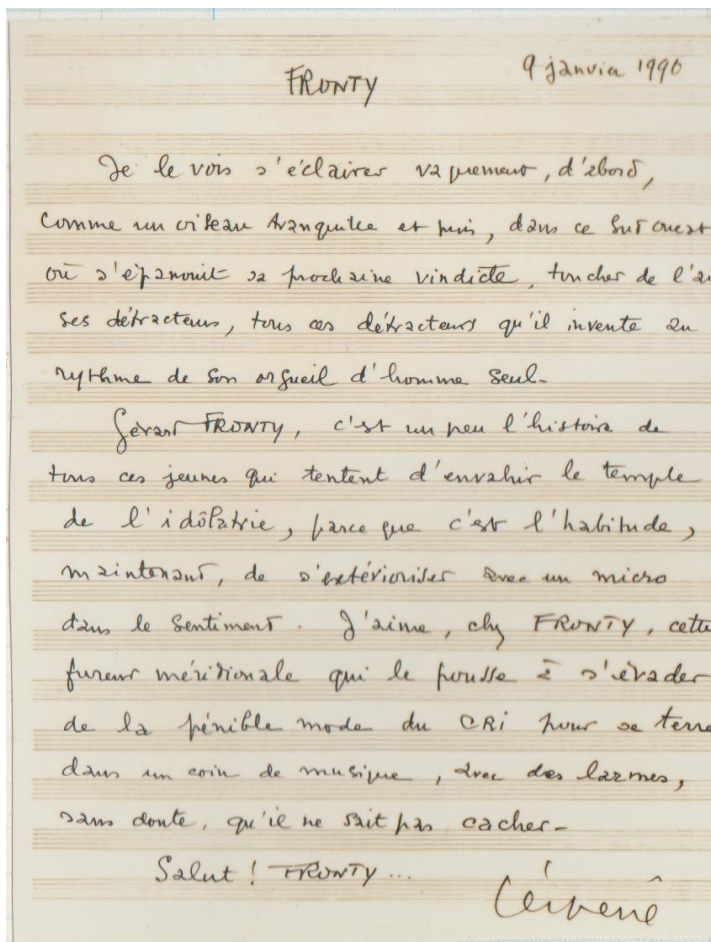 9 janvier 1990
FRONTY
Je le vois s'éclairer vaguement, d'abord,
comme un oiseau tranquille et puis, dans ce Sud Ouest
où s'épanouit sa prochaine vindicte, toucher de l'a
ses détracteurs, tous ces détracteurs qu'il invente au
rythme de son orgueil d'homme seul-
Gérard FRONTY, c'est un peu l'histoire de
tous ces jeunes qui tentent d'envahir le temple
de l'idôlatrie, parce que c'est l'habitude,
maintenant, de s'extérioriser avec un micro
dans le sentiment. J'aime, chez FRONTY, cette
fureur méridionale qui le pousse à s'évader
de la pénible mode du CRi pour se terre
dans un coin de musique, avec des larmes,
sans doute, qu'il ne sait pas cacher-
Salut! FRONTY...